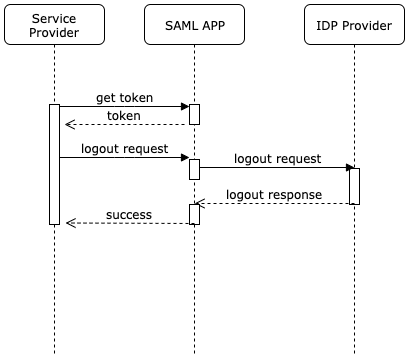 Service
Provider
SAML APP
IDP Provider
get token
token
logout request
logout request
logout response
success